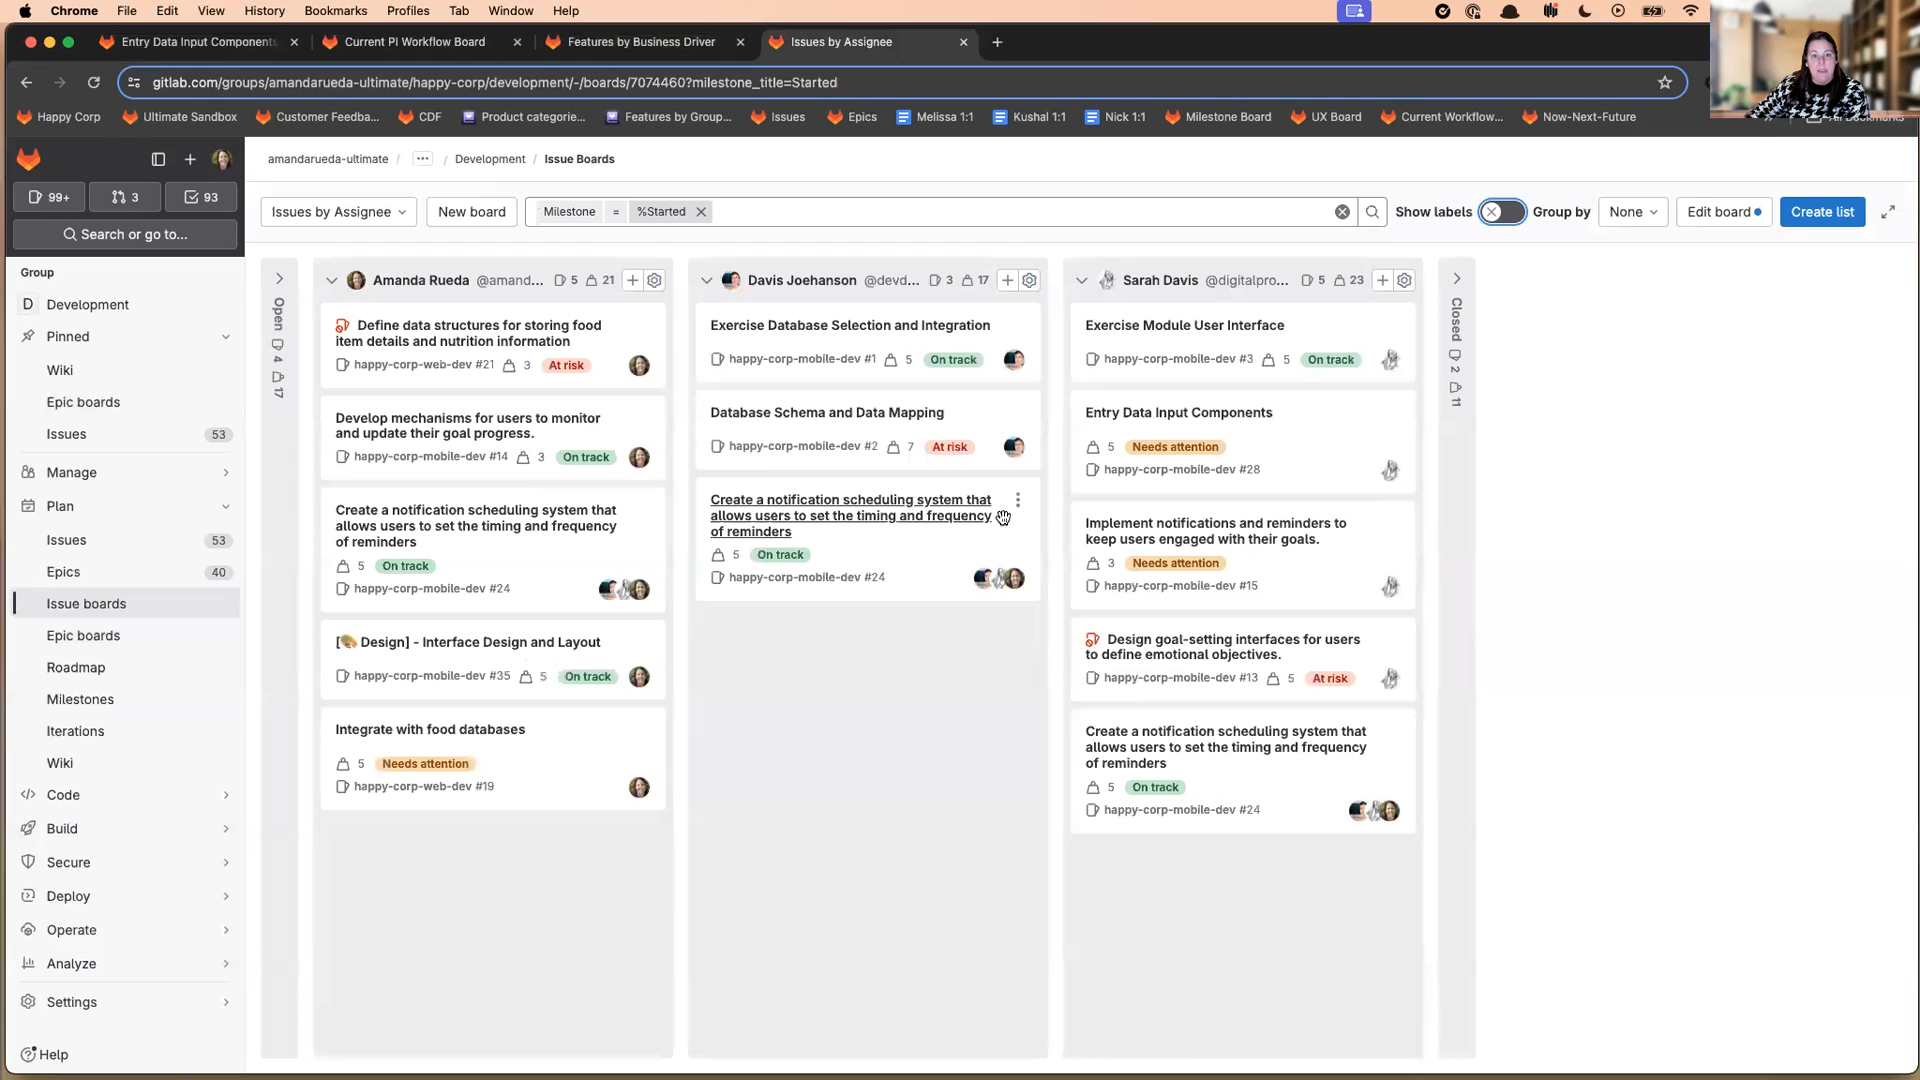 Chrome File Edit View History Bookmarks Profiles Tab Window Help
Entry Data Input Components Current PI Workflow Board Features by Business Driver Issues by Assignee
gitlab.com/groups/amandarueda-ultimate/happy-corp/development/-/boards/7074460?milestone_title=Started
Happy Corp Ultimate Sandbox Customer Feedba... CDF Product categorie... Features by Group... Issues Epics Melissa 1:1 Kushal 1:1 Nick 1:1 Milestone Board UX Board Current Workflow... Now-Next-Future
99+ 3 93
Search or go to...
Group
D Development
Pinned
Wiki
Epic boards
Issues 53
Manage
Plan
Issues 53
Epics 40
Issue boards
Epic boards
Roadmap
Milestones
Iterations
Wiki
Code
Build
Secure
Deploy
Operate
Analyze
Settings
Help
amandarueda-ultimate / ... / Development / Issue Boards
Issues by Assignee New board Milestone = %Started Show labels Group by None Edit board Create list
Open 4 17
Amanda Rueda @amand... 5 21
Define data structures for storing food
item details and nutrition information
happy-corp-web-dev #21 3 At risk
Develop mechanisms for users to monitor
and update their goal progress.
happy-corp-mobile-dev #14 3 On track
Create a notification scheduling system that
allows users to set the timing and frequency
of reminders
5 On track
happy-corp-mobile-dev #24
[🎨 Design] - Interface Design and Layout
happy-corp-mobile-dev #35 5 On track
Integrate with food databases
5 Needs attention
happy-corp-web-dev #19
Davis Joehanson @devd... 3 17
Exercise Database Selection and Integration
happy-corp-mobile-dev #1 5 On track
Database Schema and Data Mapping
happy-corp-mobile-dev #2 7 At risk
Create a notification scheduling system that
allows users to set the timing and frequency
of reminders
5 On track
happy-corp-mobile-dev #24
Sarah Davis @digitalpro... 5 23
Exercise Module User Interface
happy-corp-mobile-dev #3 5 On track
Entry Data Input Components
5 Needs attention
happy-corp-mobile-dev #28
Implement notifications and reminders to
keep users engaged with their goals.
3 Needs attention
happy-corp-mobile-dev #15
Design goal-setting interfaces for users
to define emotional objectives.
happy-corp-mobile-dev #13 5 At risk
Create a notification scheduling system that
allows users to set the timing and frequency
of reminders
5 On track
happy-corp-mobile-dev #24
Closed 2 11